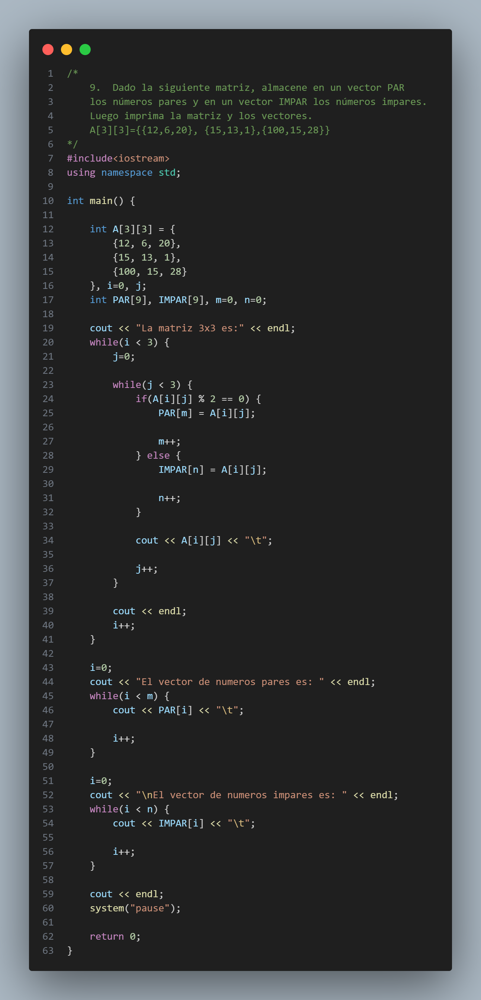 1 /*
2     9.  Dado la siguiente matriz, almacene en un vector PAR
3     los números pares y en un vector IMPAR los números impares.
4     Luego imprima la matriz y los vectores.
5     A[3][3]={{12,6,20}, {15,13,1},{100,15,28}}
6 */
7 #include<iostream>
8 using namespace std;
9
10 int main() {
11
12     int A[3][3] = {
13         {12, 6, 20},
14         {15, 13, 1},
15         {100, 15, 28}
16     }, i=0, j;
17     int PAR[9], IMPAR[9], m=0, n=0;
18
19     cout << "La matriz 3x3 es:" << endl;
20     while(i < 3) {
21         j=0;
22
23         while(j < 3) {
24             if(A[i][j] % 2 == 0) {
25                 PAR[m] = A[i][j];
26
27                 m++;
28             } else {
29                 IMPAR[n] = A[i][j];
30
31                 n++;
32             }
33
34             cout << A[i][j] << "\t";
35
36             j++;
37         }
38
39         cout << endl;
40         i++;
41     }
42
43     i=0;
44     cout << "El vector de numeros pares es: " << endl;
45     while(i < m) {
46         cout << PAR[i] << "\t";
47
48         i++;
49     }
50
51     i=0;
52     cout << "\nEl vector de numeros impares es: " << endl;
53     while(i < n) {
54         cout << IMPAR[i] << "\t";
55
56         i++;
57     }
58
59     cout << endl;
60     system("pause");
61
62     return 0;
63 }